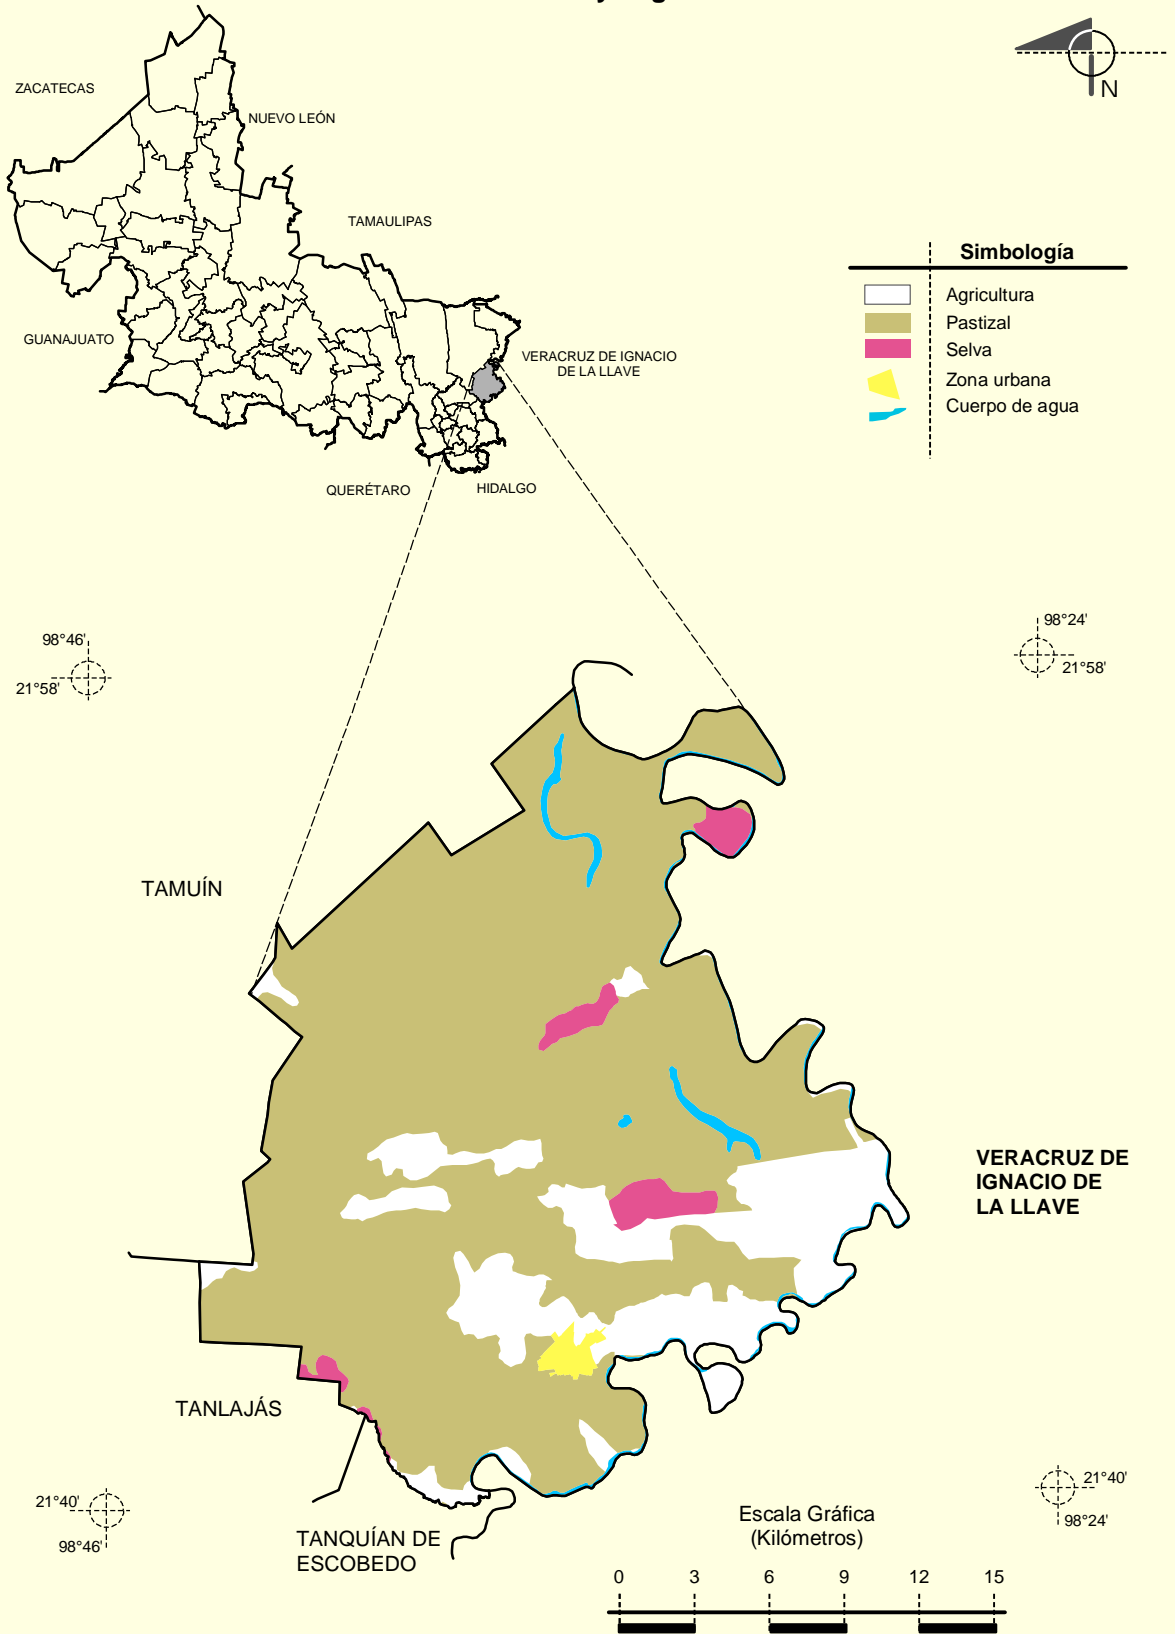 N
ZACATECAS
NUEVO LEÓN
TAMAULIPAS
GUANAJUATO
VERACRUZ DE IGNACIO
DE LA LLAVE
QUERÉTARO
HIDALGO
Simbología
Agricultura
Pastizal
Selva
Zona urbana
Cuerpo de agua
98°46'
21°58'
98°24'
21°58'
TAMUÍN
VERACRUZ DE
IGNACIO DE
LA LLAVE
TANLAJÁS
21°40'
98°46'
TANQUÍAN DE
ESCOBEDO
21°40'
98°24'
Escala Gráfica
(Kilómetros)
0 3 6 9 12 15